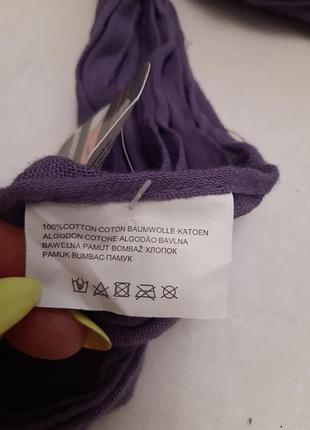 100%COTTON·COTON·BAUMWOLLE·KATOEN
ALGODON·COTONE·ALGODÃO·BAVLNA
BAWEŁNA·PAMUT·BOMBAŽ·ХЛОПОК
PAMUK·BUMBAC·ПАМУК